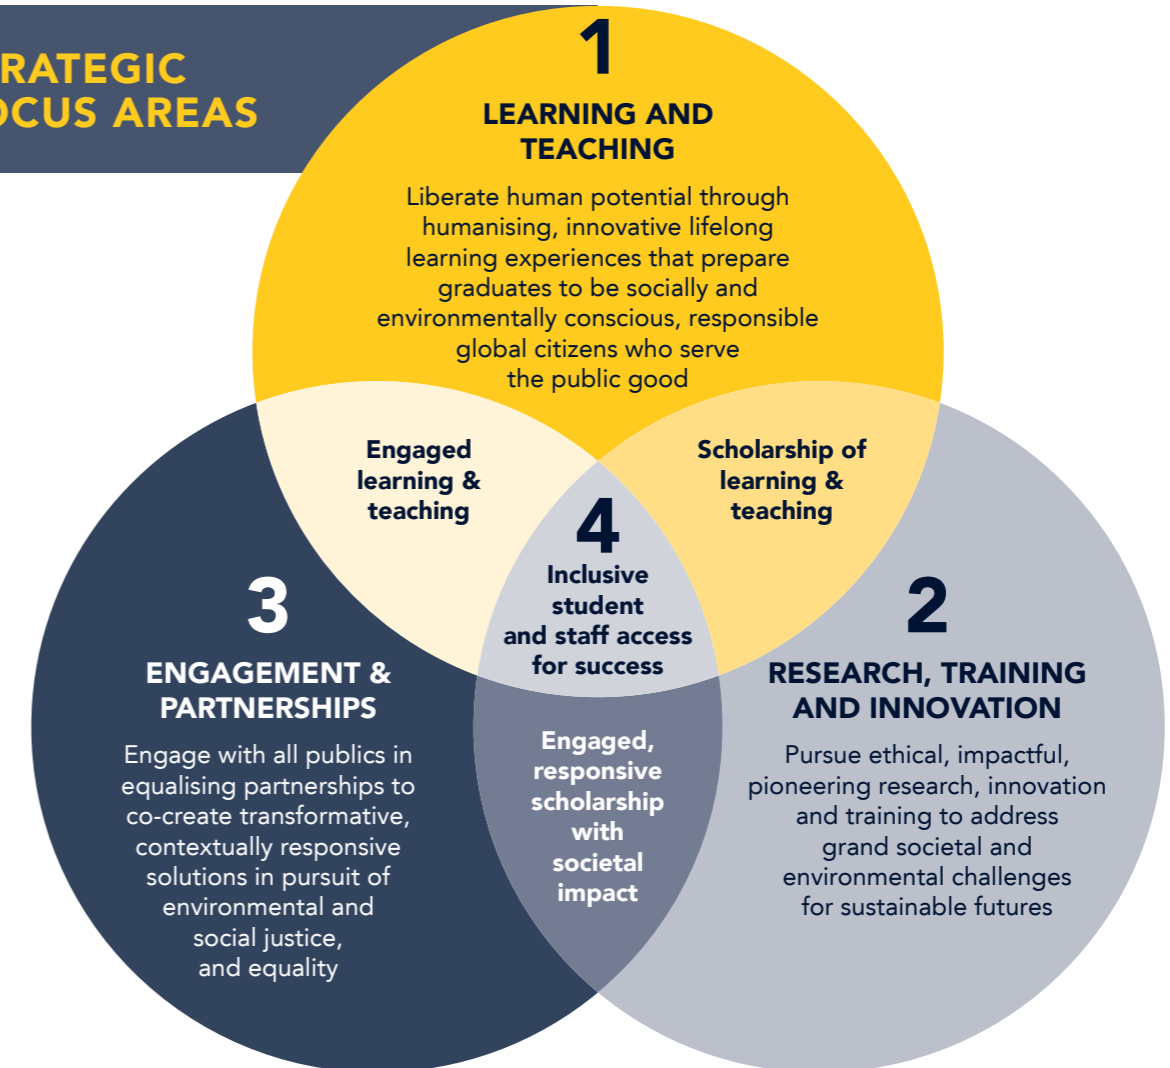 RATEGIC
OCUS AREAS
1
LEARNING AND
TEACHING
Liberate human potential through
humanising, innovative lifelong
learning experiences that prepare
graduates to be socially and
environmentally conscious, responsible
global citizens who serve
the public good
Engaged
learning &
teaching
Scholarship of
learning &
teaching
4
Inclusive
student
and staff access
for success
3
ENGAGEMENT &
PARTNERSHIPS
Engage with all publics in
equalising partnerships to
co-create transformative,
contextually responsive
solutions in pursuit of
environmental and
social justice,
and equality
Engaged,
responsive
scholarship
with
societal
impact
2
RESEARCH, TRAINING
AND INNOVATION
Pursue ethical, impactful,
pioneering research, innovation
and training to address
grand societal and
environmental challenges
for sustainable futures